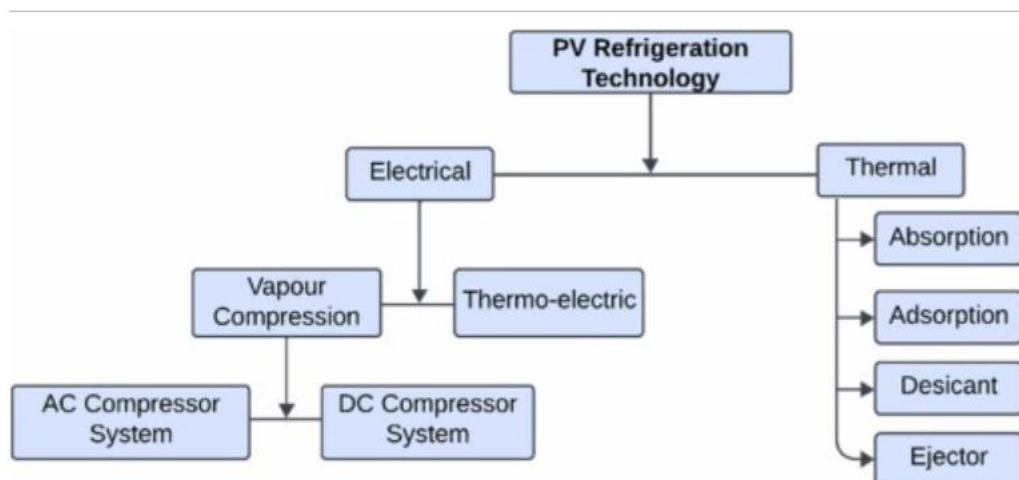 PV Refrigeration
Technology
Electrical
Thermal
Absorption
Vapour
Compression
Thermo-electric
Adsorption
AC Compressor
System
DC Compressor
System
Desicant
Ejector